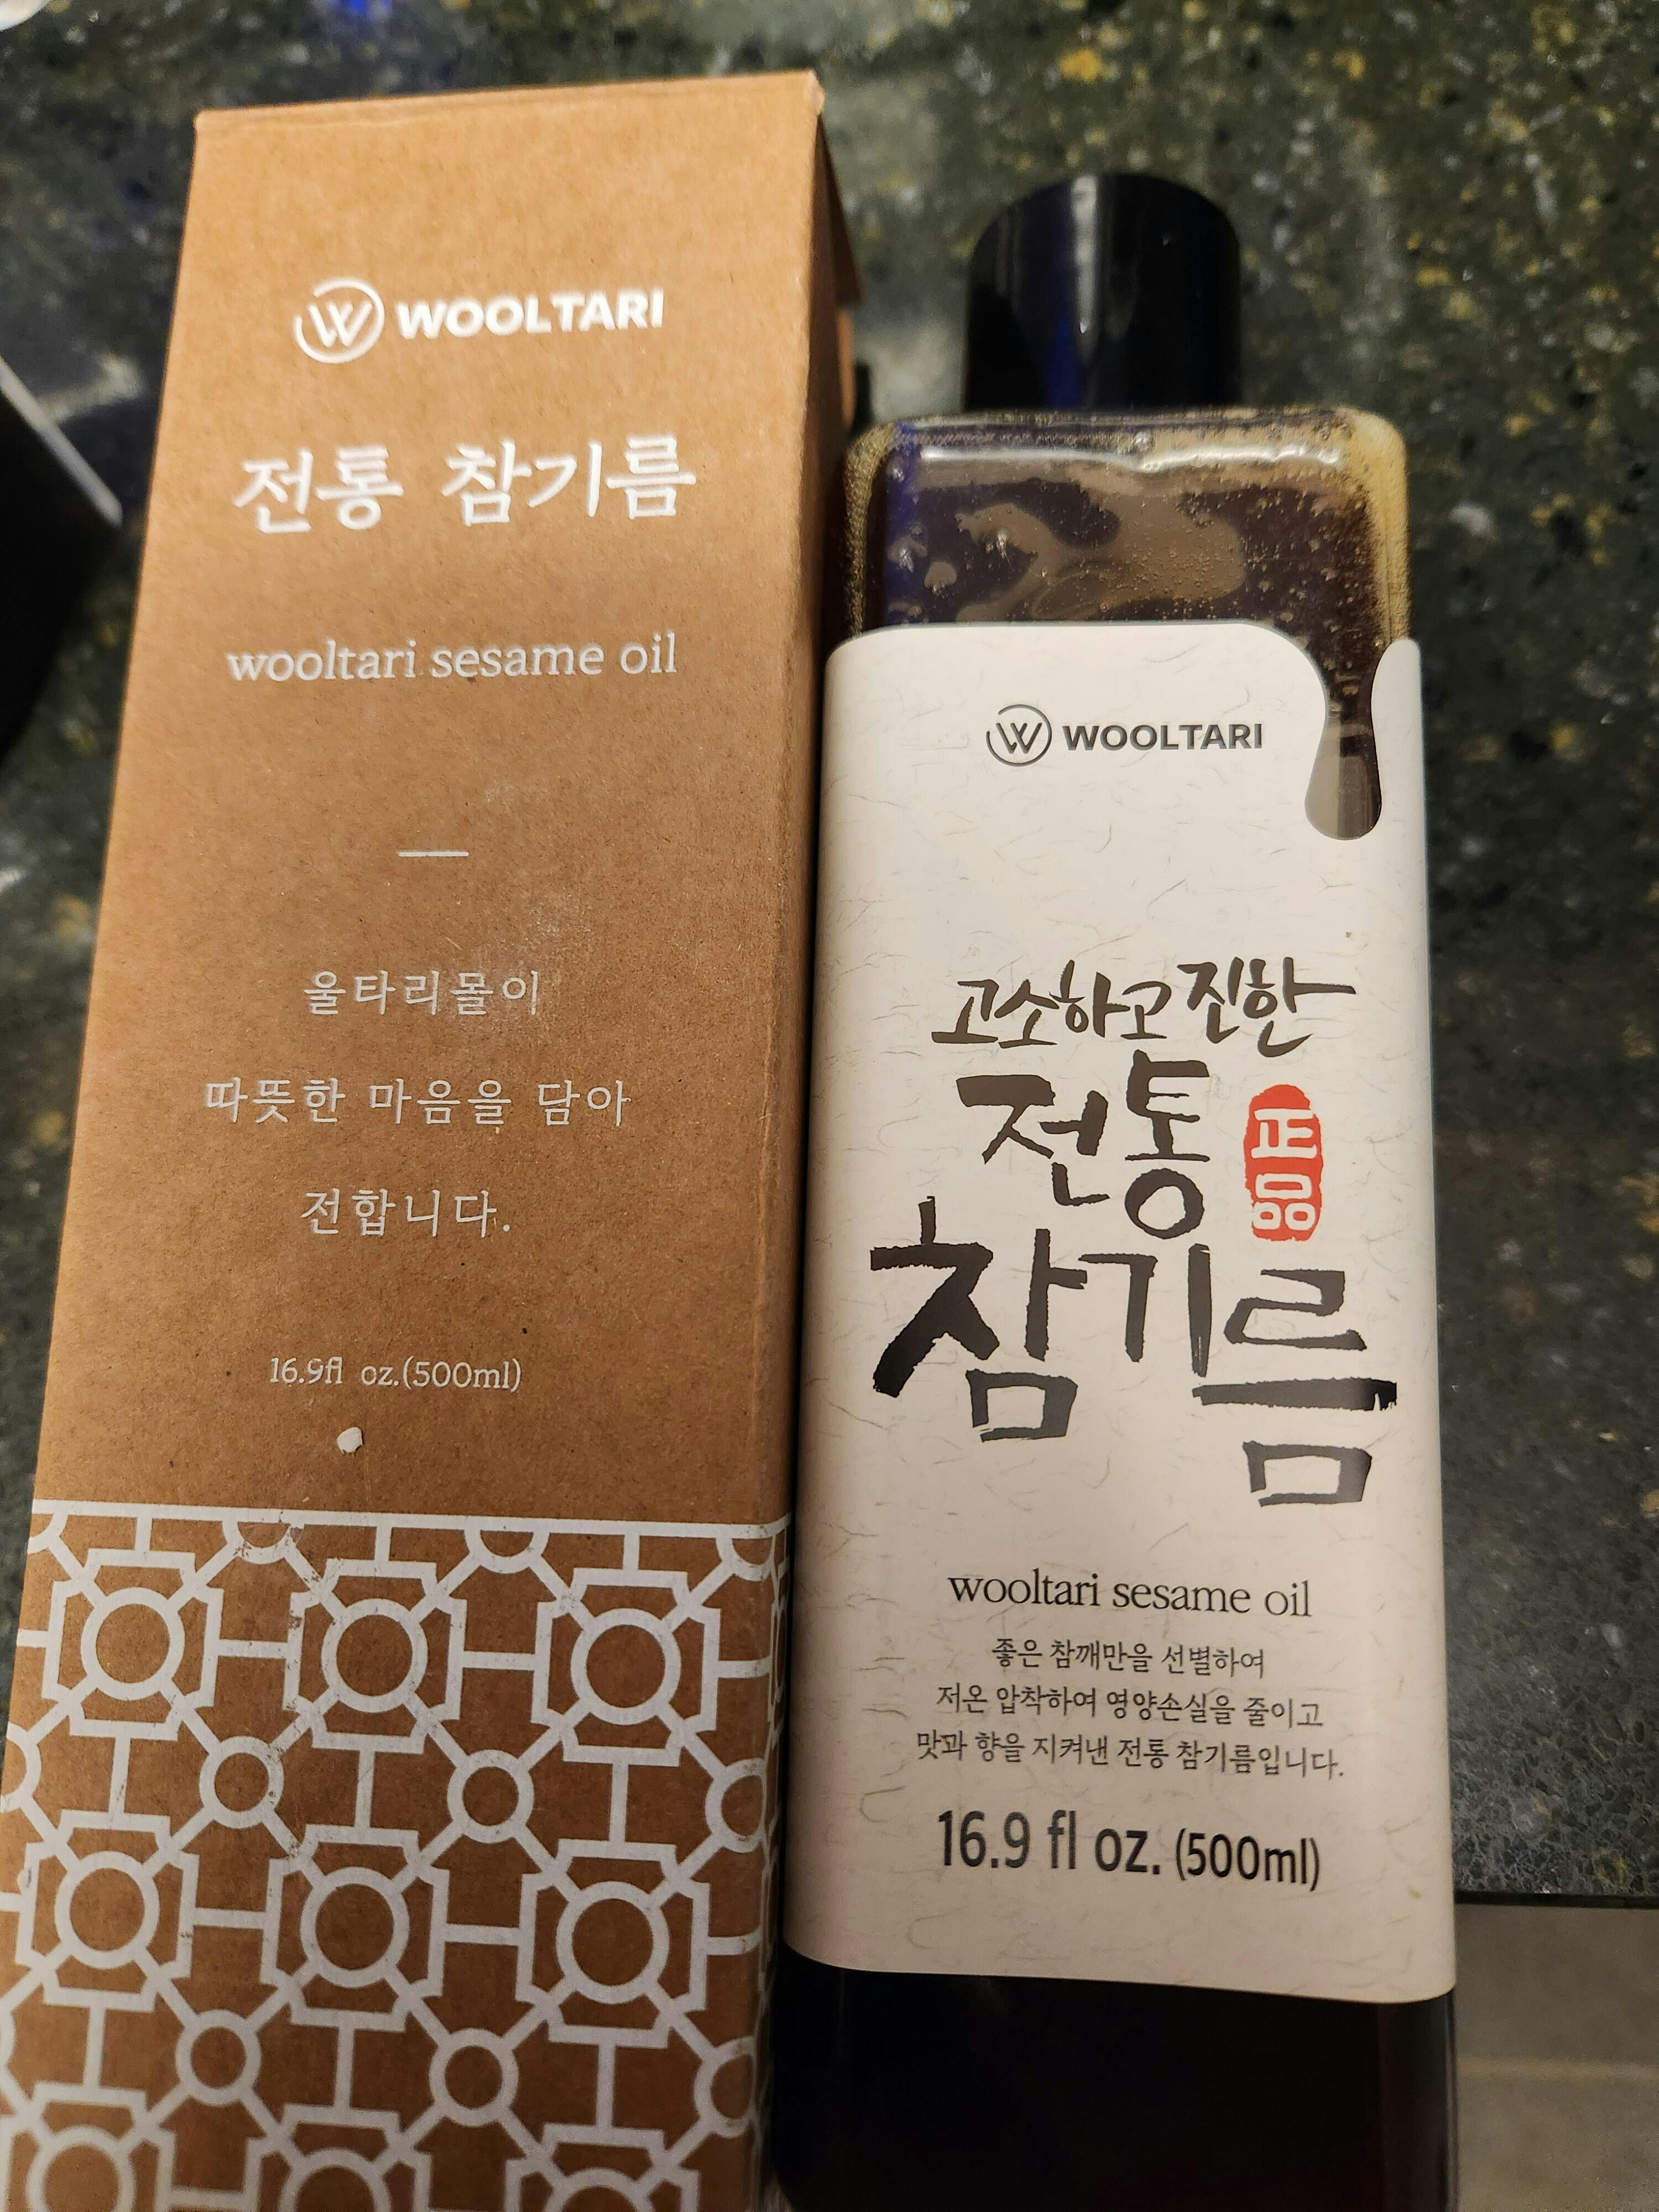 WOOLTARI
전통 참기름
wooltari sesame oil
울타리몰이
따뜻한 마음을 담아
전합니다.
16.9fl oz.(500ml)
WOOLTARI
고소하고 진한
전통
正品
참기름
wooltari sesame oil
좋은 참깨만을 선별하여
저온 압착하여 영양손실을 줄이고
맛과 향을 지켜낸 전통 참기름입니다.
16.9 fl oz. (500ml)